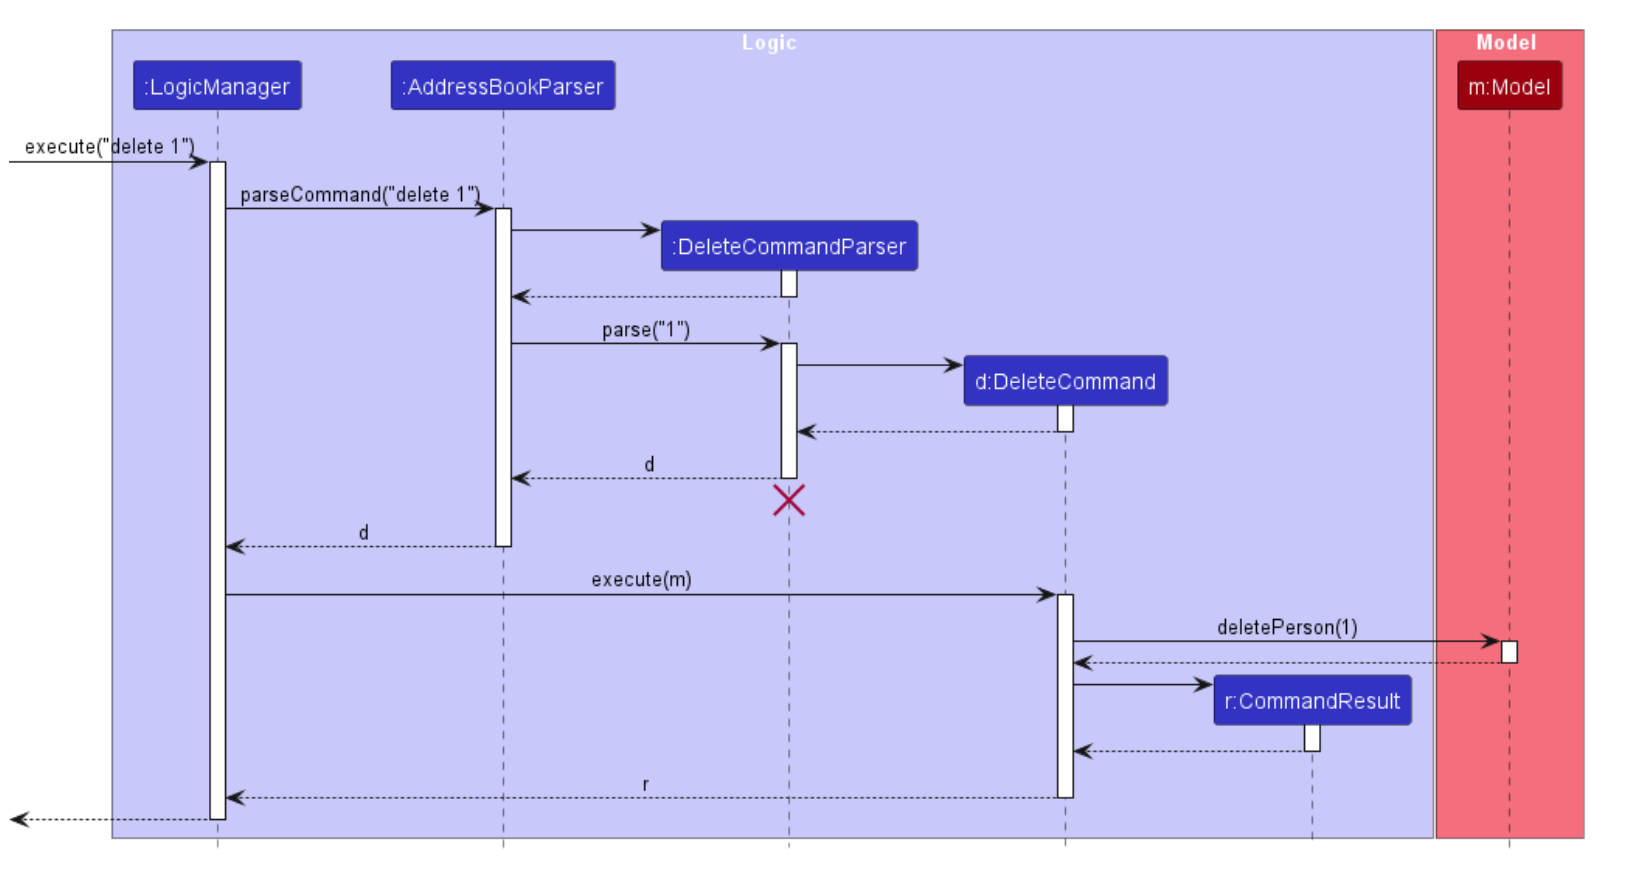 Logic
Model
:LogicManager
:AddressBookParser
m:Model
execute("delete 1")
parseCommand("delete 1")
:DeleteCommandParser
parse("1")
d:DeleteCommand
d
d
execute(m)
deletePerson(1)
r:CommandResult
r